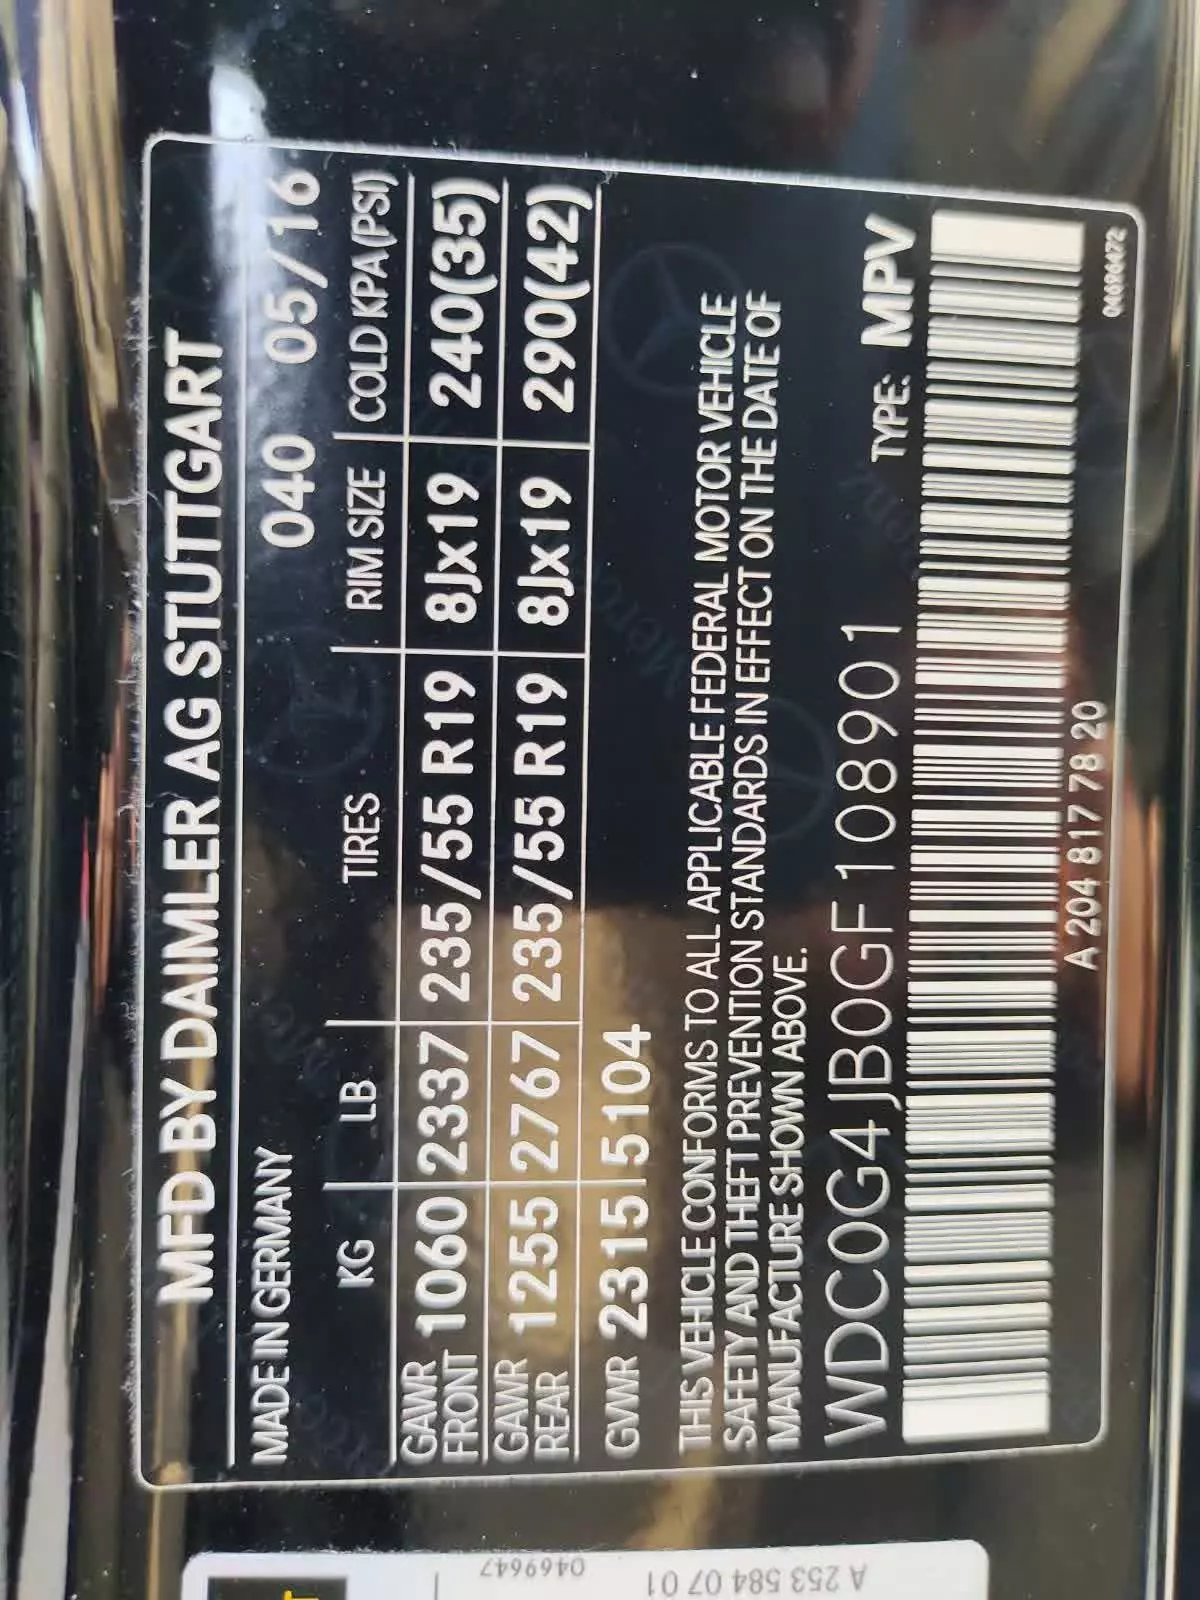 MFD BY DAIMLER AG STUTTGART
MADE IN GERMANY 040 05/16
KG LB TIRES RIM SIZE COLD KPA(PSI)
GAWR FRONT 1060 2337 235/55 R19 8Jx19 240(35)
GAWR REAR 1255 2767 235/55 R19 8Jx19 290(42)
GVWR 2315 5104
THIS VEHICLE CONFORMS TO ALL APPLICABLE FEDERAL MOTOR VEHICLE
SAFETY AND THEFT PREVENTION STANDARDS IN EFFECT ON THE DATE OF
MANUFACTURE SHOWN ABOVE.
WDC0G4JB0GF108901 TYPE: MPV
A 204 817 78 20
0469647
A 253 584 07 01